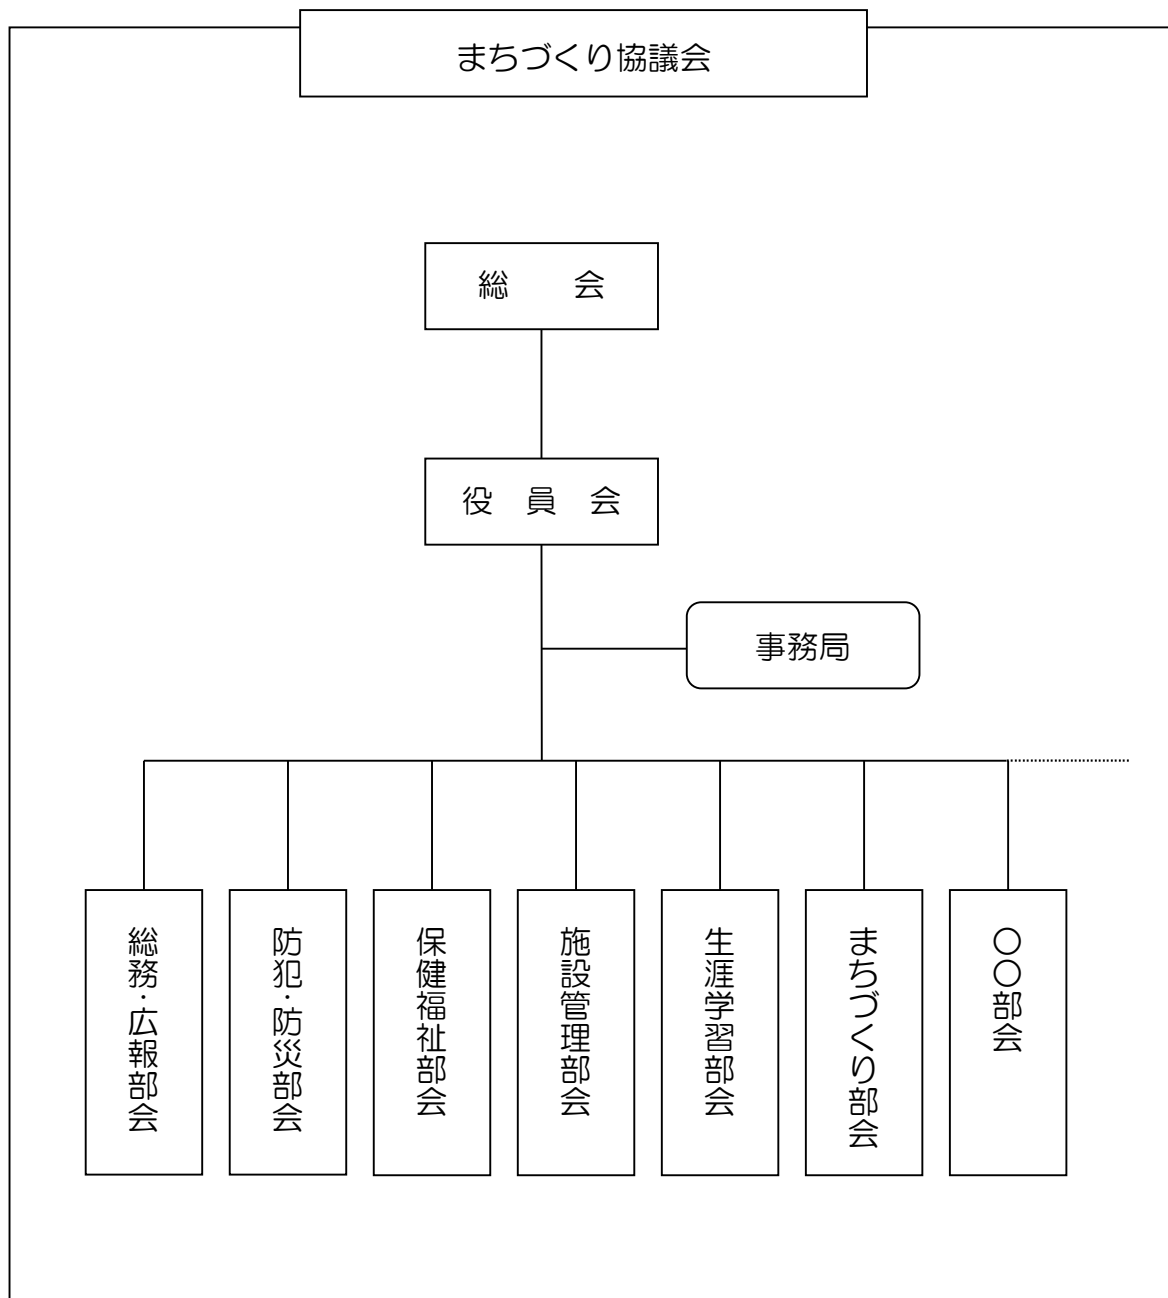 まちづくり協議会
総　会
役　員　会
事務局
総務・広報部会
防犯・防災部会
保健福祉部会
施設管理部会
生涯学習部会
まちづくり部会
〇〇部会